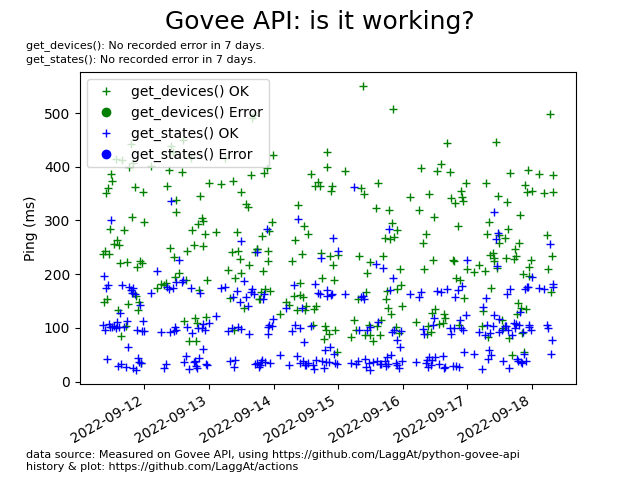 Govee API: is it working?
get_devices(): No recorded error in 7 days.
get_states(): No recorded error in 7 days.
get_devices() OK
get_devices() Error
get_states() OK
get_states() Error
Ping (ms)
500
400
300
200
100
0
2022-09-12
2022-09-13
2022-09-14
2022-09-15
2022-09-16
2022-09-17
2022-09-18
data source: Measured on Govee API, using https://github.com/LaggAt/python-govee-api
history & plot: https://github.com/LaggAt/actions